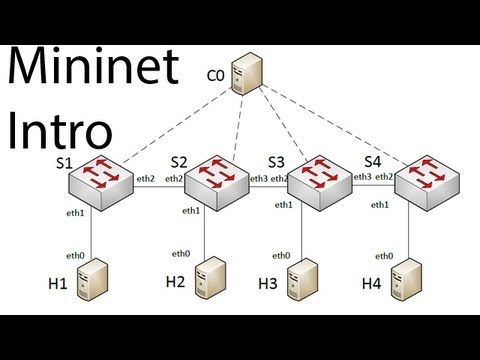 Mininet
Intro
C0
S1
S2
S3
S4
eth2
eth2
eth3
eth2
eth3
eth2
eth1
eth1
eth1
eth1
eth0
eth0
eth0
eth0
H1
H2
H3
H4